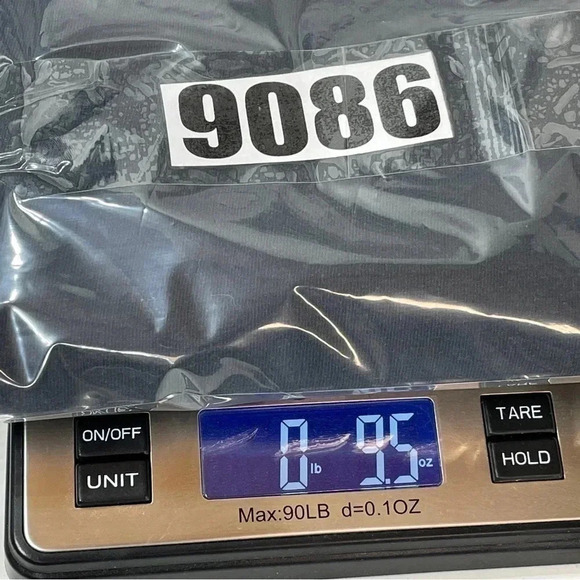 9086
ON/OFF
UNIT
0 lb 9.5 oz
TARE
HOLD
Max:90LB d=0.1OZ